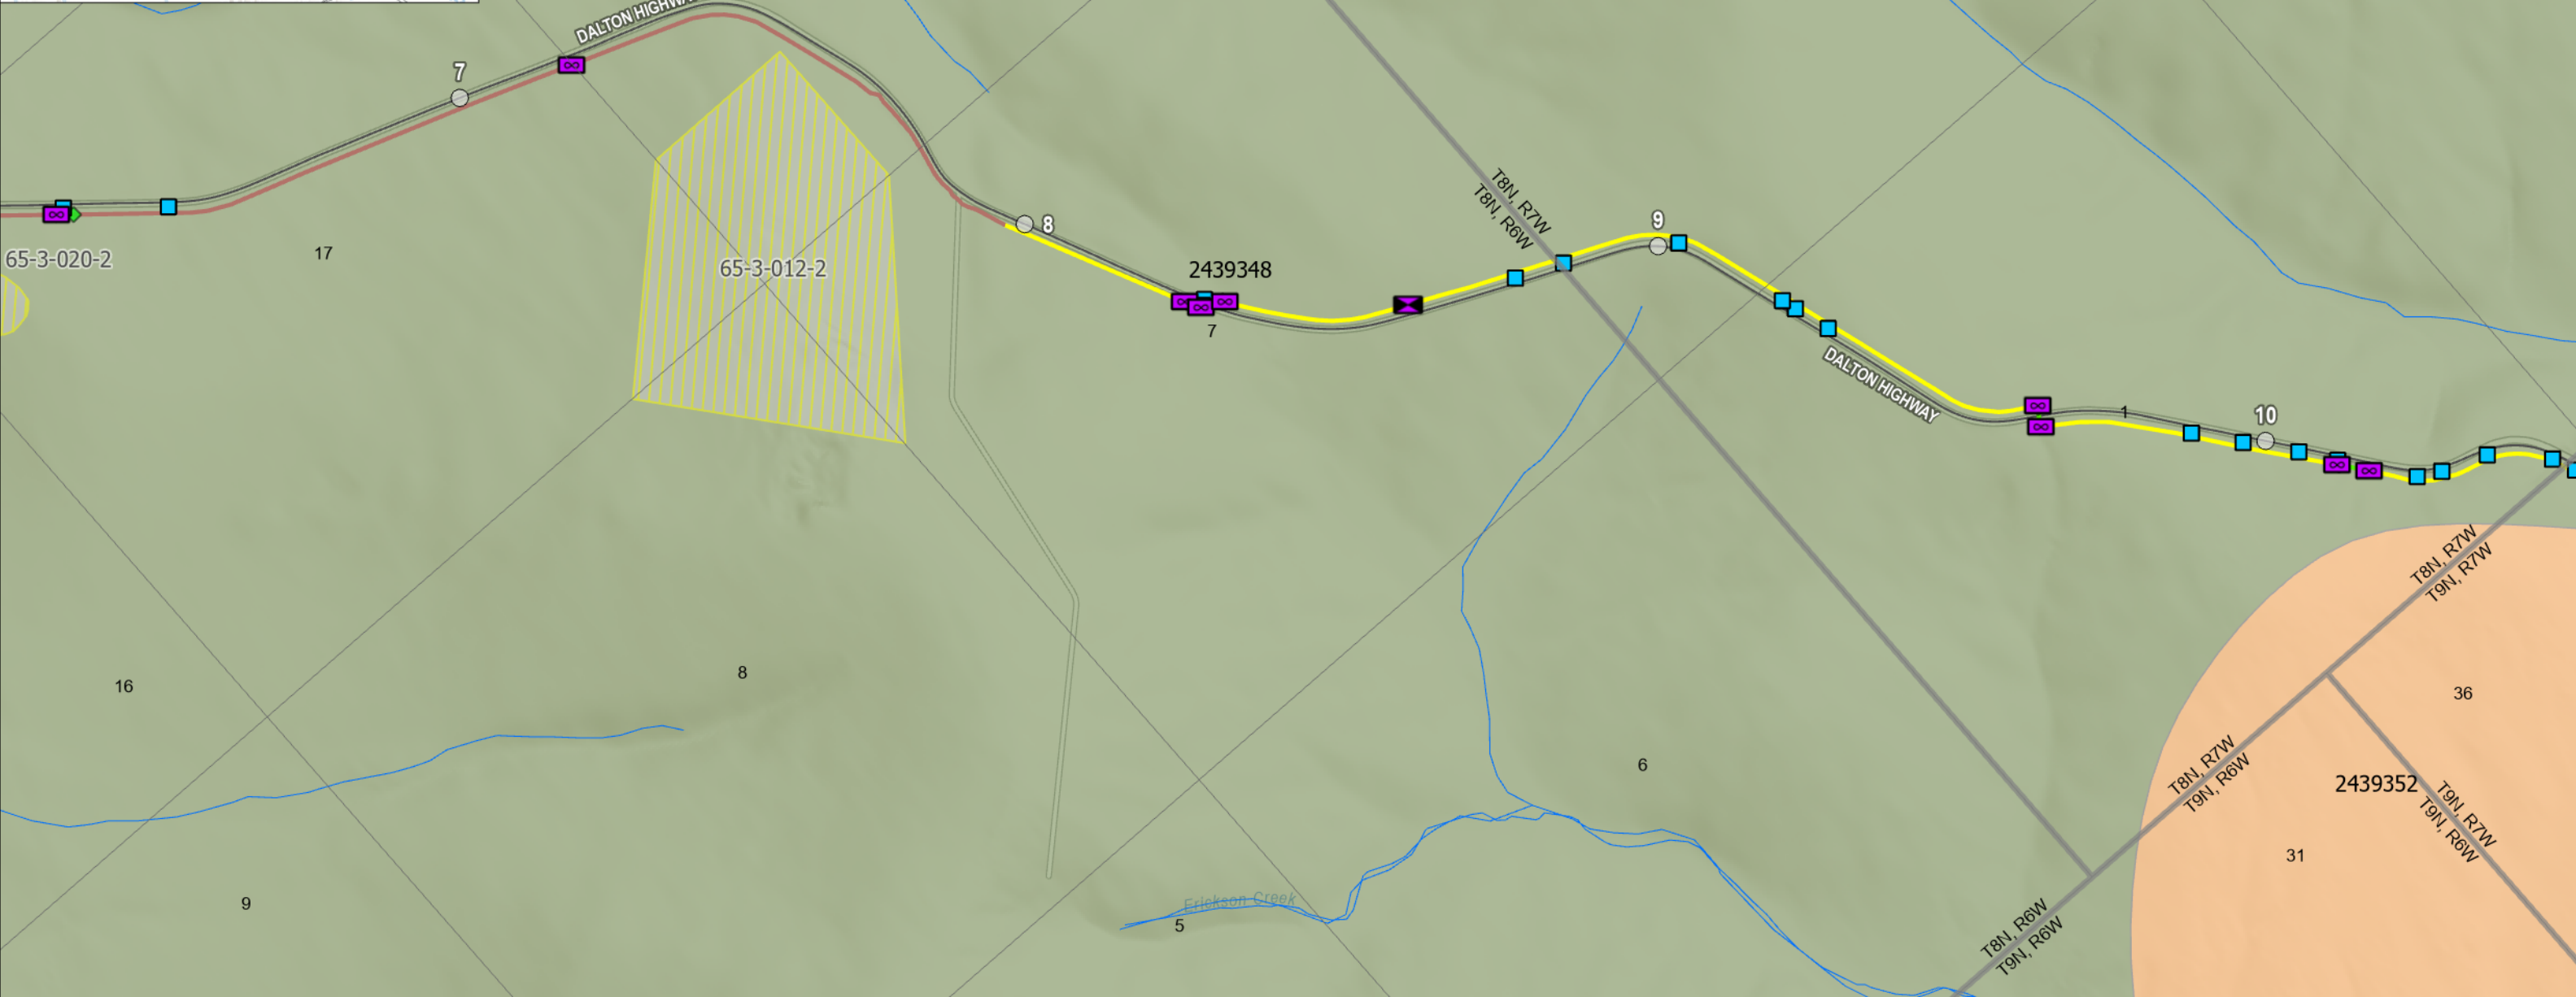 DALTON HIGHWAY
7
8
T8N, R7W
T8N, R6W
9
65-3-020-2
17
65-3-012-2
2439348
7
DALTON HIGHWAY
1
10
T8N, R7W
T9N, R7W
16
8
36
6
T8N, R7W
T9N, R6W
2439352
T9N, R7W
T9N, R6W
31
9
Erickson Creek
5
T8N, R6W
T9N, R6W